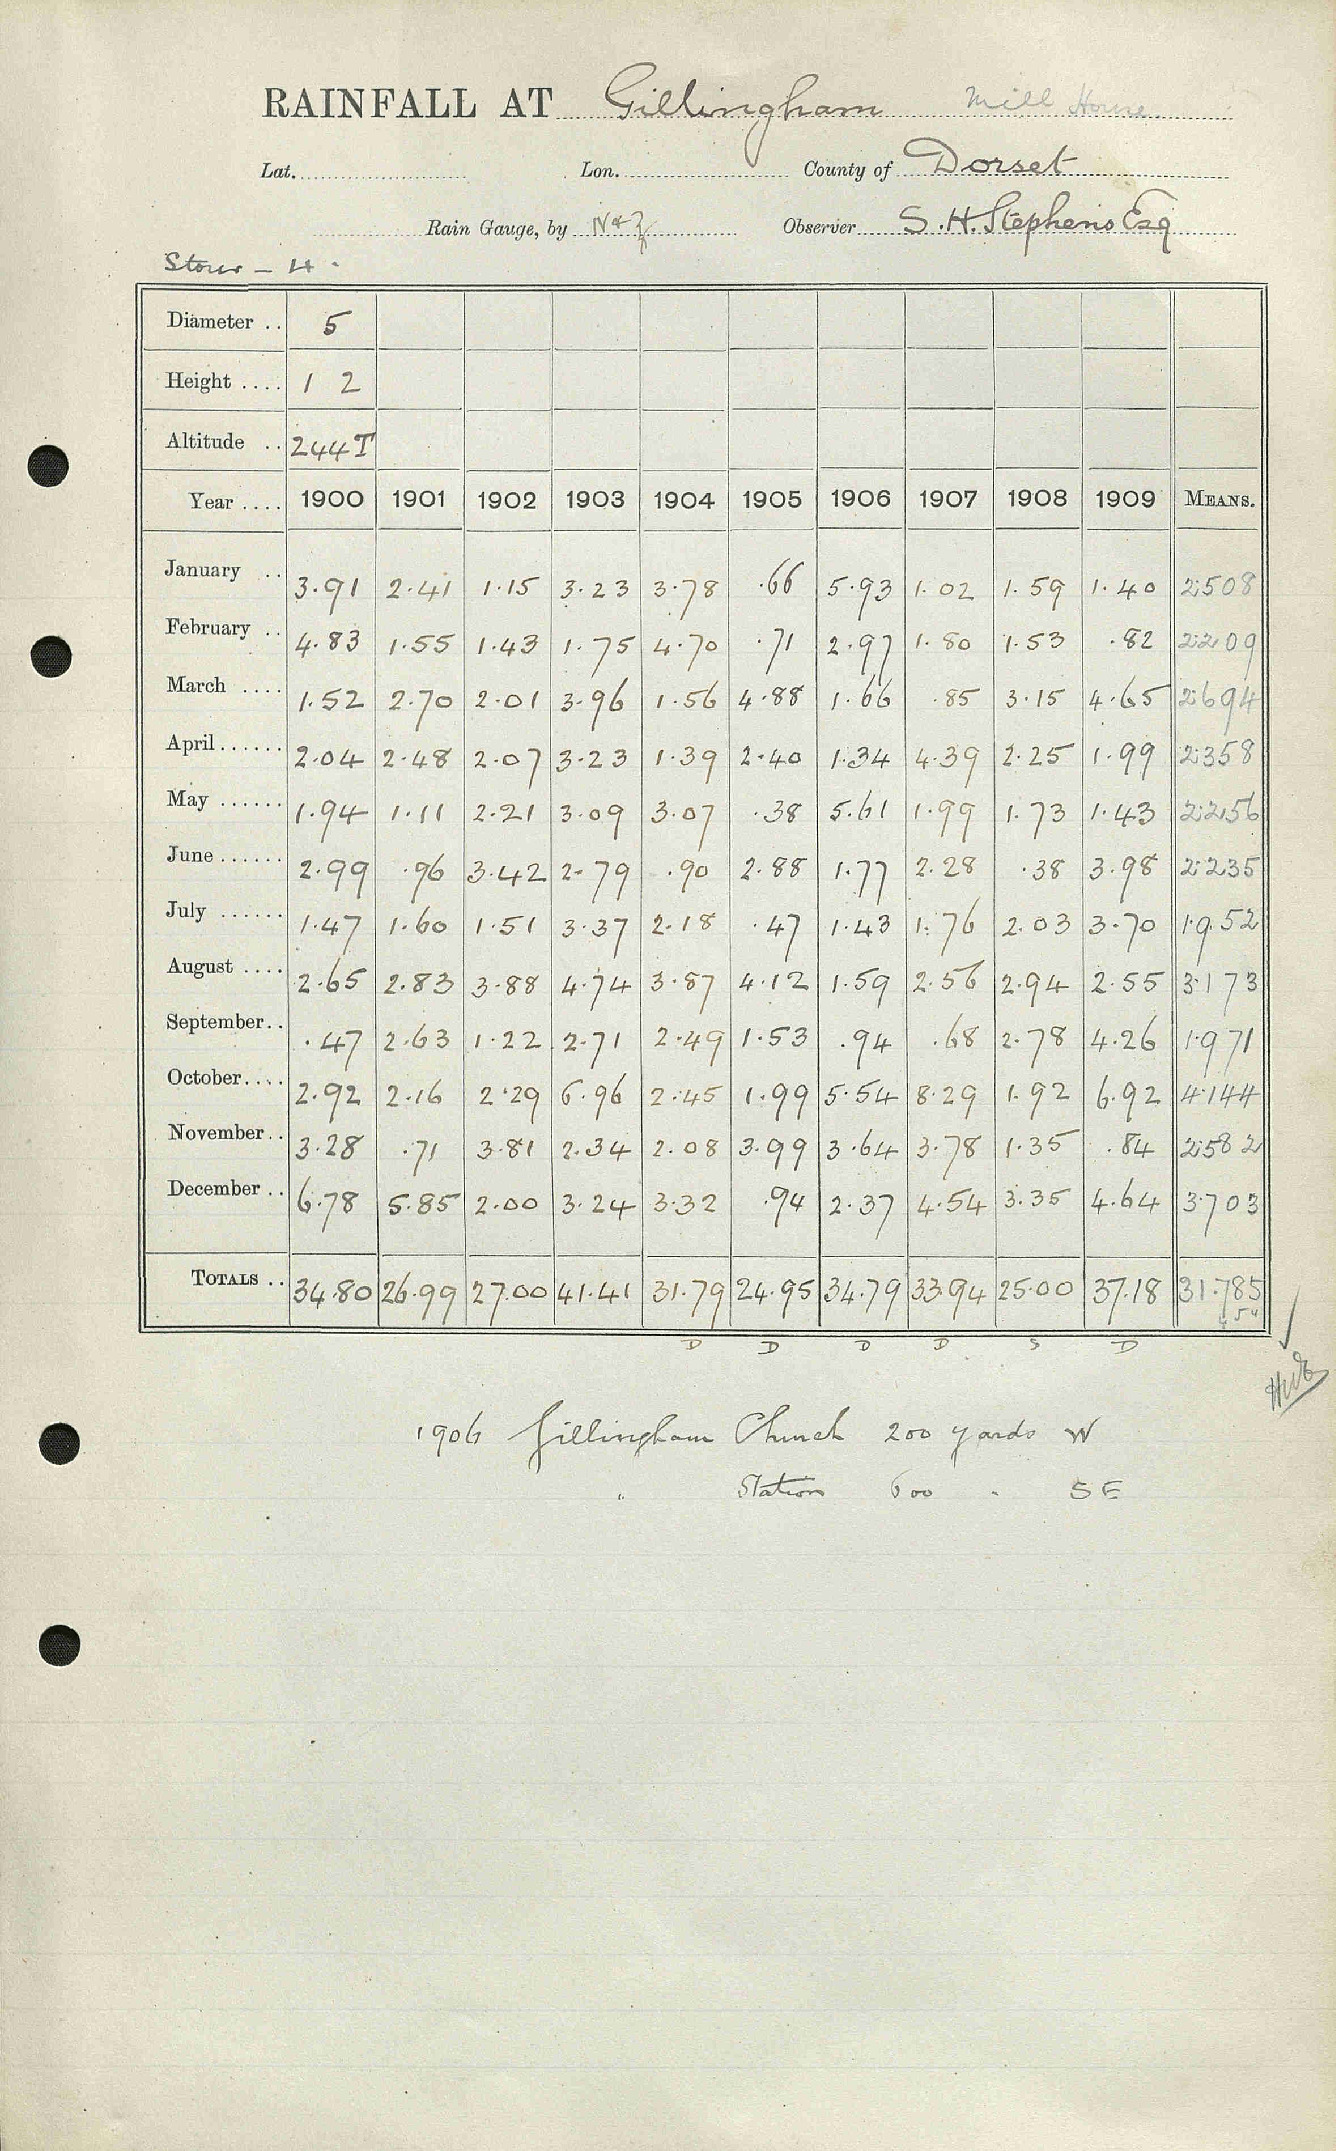 RAINFALL AT Gillingham Mill House
Lat. Lon. County of Dorset
Rain Gauge, by N & Z Observer S. H. Stephens Esq
Stour - H.
Diameter .. 5
Height .... 1 2
Altitude .. 244 T
Year .... 1900 1901 1902 1903 1904 1905 1906 1907 1908 1909 MEANS.
January .. 3.91 2.41 1.15 3.23 3.78 .66 5.93 1.02 1.59 1.40 2.508
February .. 4.83 1.55 1.43 1.75 4.70 .71 2.97 1.80 1.53 .82 2.209
March .... 1.52 2.70 2.01 3.96 1.56 4.88 1.66 .85 3.15 4.65 2.694
April ...... 2.04 2.48 2.07 3.23 1.39 2.40 1.34 4.39 2.25 1.99 2.358
May ...... 1.94 1.11 2.21 3.09 3.07 .38 5.61 1.99 1.73 1.43 2.256
June ...... 2.99 .96 3.42 2.79 .90 2.88 1.77 2.28 .38 3.98 2.235
July ...... 1.47 1.60 1.51 3.37 2.18 .47 1.43 1.76 2.03 3.70 1.952
August .... 2.65 2.83 3.88 4.74 3.87 4.12 1.59 2.56 2.94 2.55 3.173
September .. .47 2.63 1.22 2.71 2.49 1.53 .94 .68 2.78 4.26 1.971
October .... 2.92 2.16 2.29 6.96 2.45 1.99 5.54 8.29 1.92 6.92 4.144
November .. 3.28 .71 3.81 2.34 2.08 3.99 3.64 3.78 1.35 .84 2.582
December .. 6.78 5.85 2.00 3.24 3.32 .94 2.37 4.54 3.35 4.64 3.703
TOTALS .. 34.80 26.99 27.00 41.41 31.79 24.95 34.79 33.94 25.00 37.18 31.785
D D D D S D
1906 Gillingham Church 200 yards W
" Station 600 " SE